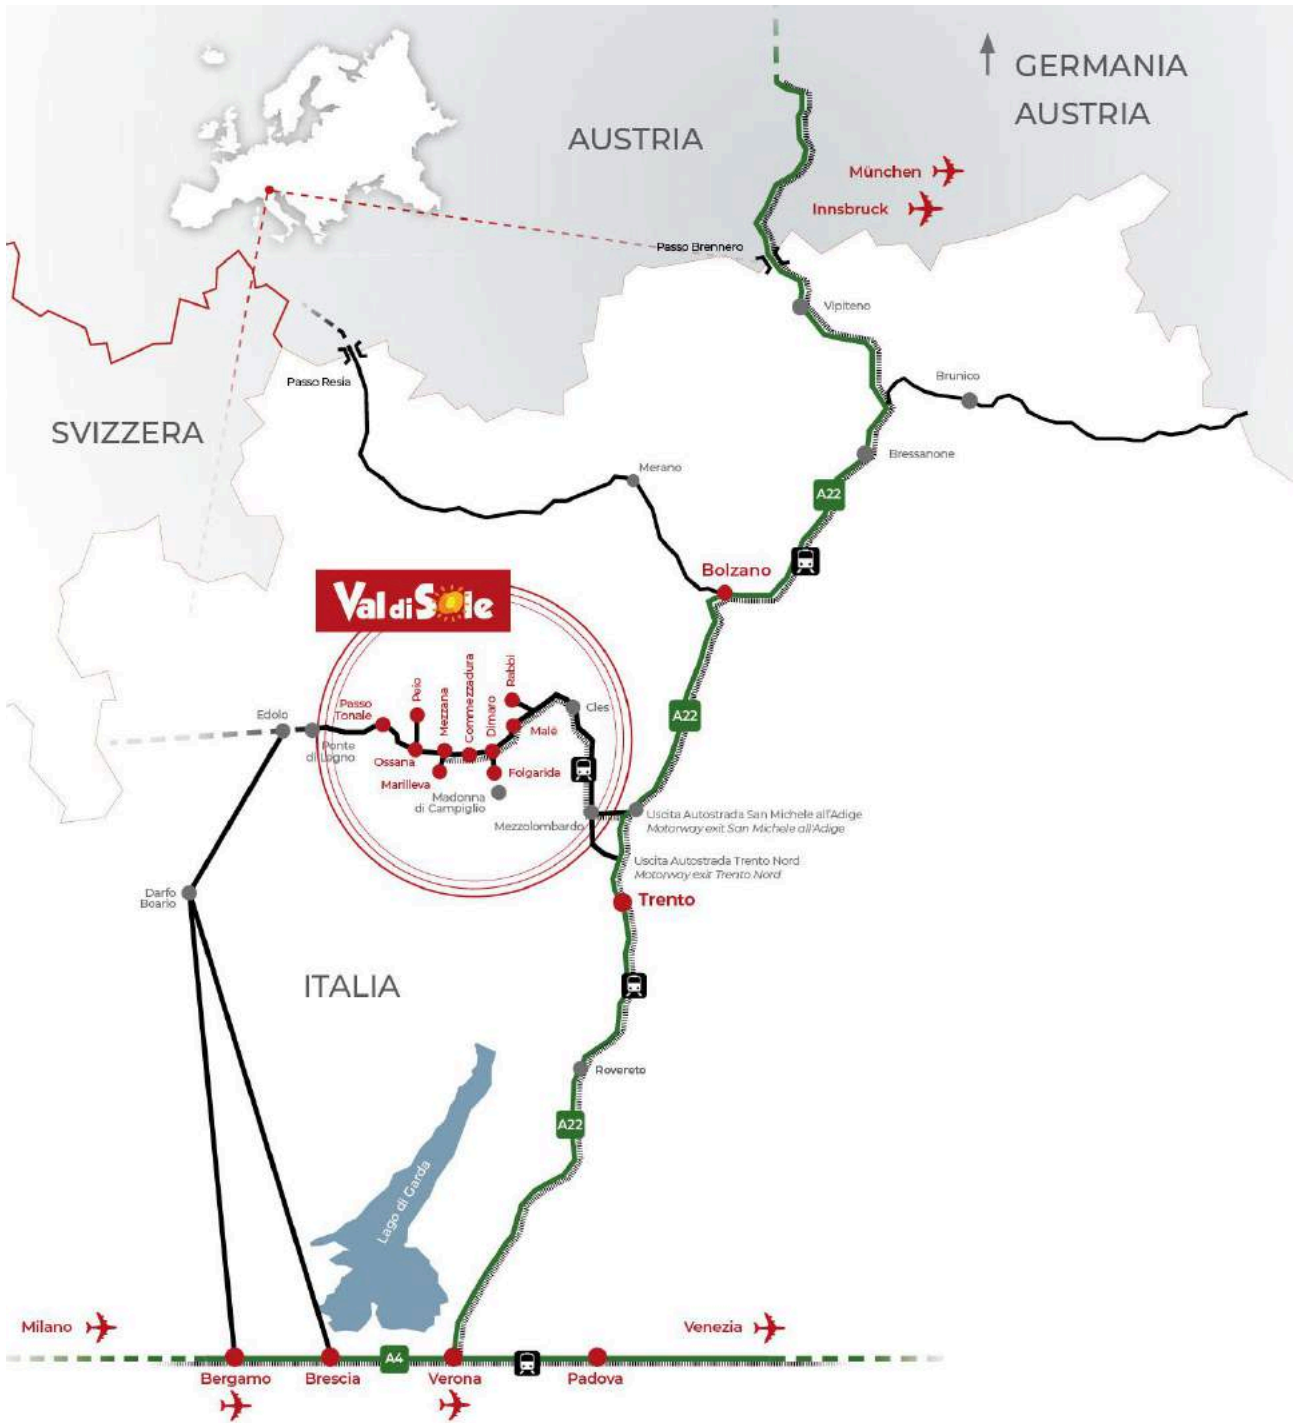 GERMANIA
AUSTRIA
AUSTRIA
München
Innsbruck
Passo Brennero
Vipiteno
Passo Resia
Brunico
SVIZZERA
Bressanone
Merano
A22
Bolzano
Val di Sole
Passo
Tonale
Peio
Mezzana
Commezzadura
Dimaro
Rabbi
Cles
A22
Edolo
Ponte
di Legno
Ossana
Marilleva
Malé
Folgarida
Madonna
di Campiglio
Mezzolombardo
Uscita Autostrada San Michele all'Adige
Motorway exit San Michele all'Adige
Uscita Autostrada Trento Nord
Motorway exit Trento Nord
Darfo
Boario
Trento
ITALIA
Rovereto
A22
Lago di Garda
Milano
Venezia
A4
Bergamo
Brescia
Verona
Padova